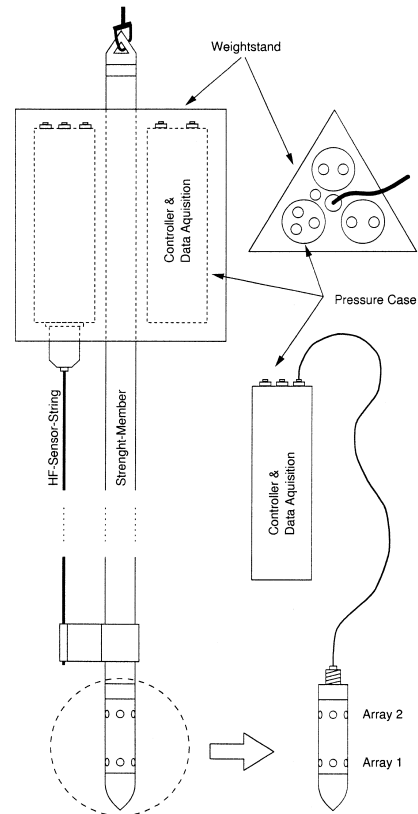 Weightstand
Controller &
Data Aquisition
Pressure Case
HF-Sensor-String
Strenght-Member
Controller &
Data Aquisition
Array 2
Array 1